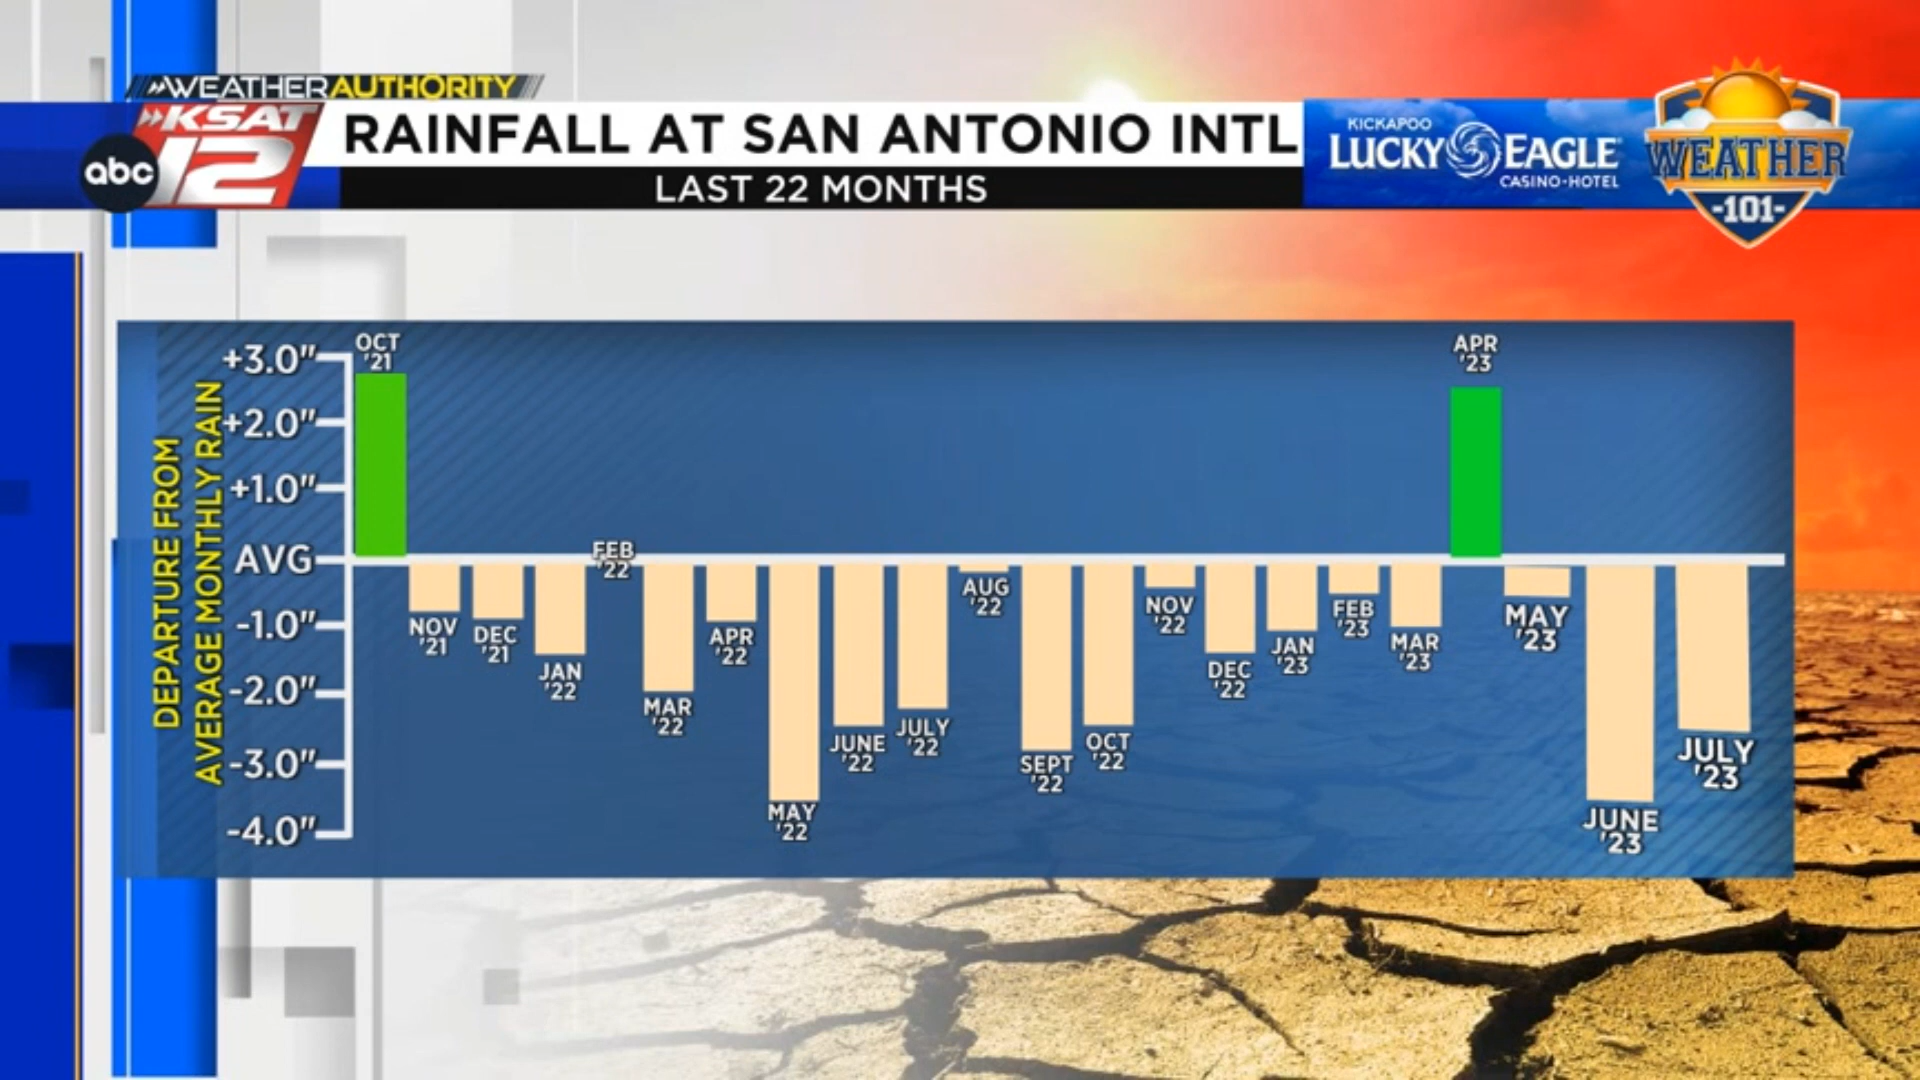 »WEATHERAUTHORITY
»KSAT
12
abc
RAINFALL AT SAN ANTONIO INTL
LAST 22 MONTHS
KICKAPOO
LUCKY EAGLE
CASINO-HOTEL
WEATHER
-101-
DEPARTURE FROM
AVERAGE MONTHLY RAIN
+3.0"
+2.0"
+1.0"
AVG
-1.0"
-2.0"
-3.0"
-4.0"
OCT
'21
NOV
'21
DEC
'21
JAN
'22
FEB
'22
MAR
'22
APR
'22
MAY
'22
JUNE
'22
JULY
'22
AUG
'22
SEPT
'22
OCT
'22
NOV
'22
DEC
'22
JAN
'23
FEB
'23
MAR
'23
APR
'23
MAY
'23
JUNE
'23
JULY
'23